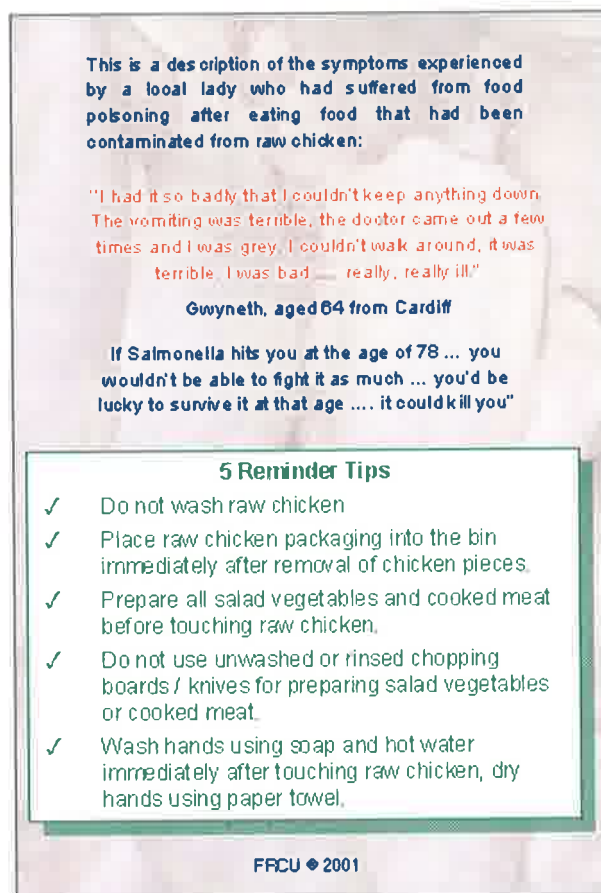 This is a description of the symptoms experienced
by a local lady who had suffered from food
poisoning after eating food that had been
contaminated from raw chicken:
"I had it so badly that I couldn't keep anything down.
The vomiting was terrible, the doctor came out a few
times and I was grey. I couldn't walk around, it was
terrible. I was bad — really, really ill."
Gwyneth, aged 64 from Cardiff
If Salmonella hits you at the age of 78 ... you
wouldn't be able to fight it as much ... you'd be
lucky to survive it at that age .... it could kill you"
5 Reminder Tips
✓ Do not wash raw chicken
✓ Place raw chicken packaging into the bin
immediately after removal of chicken pieces.
✓ Prepare all salad vegetables and cooked meat
before touching raw chicken.
✓ Do not use unwashed or rinsed chopping
boards / knives for preparing salad vegetables
or cooked meat.
✓ Wash hands using soap and hot water
immediately after touching raw chicken, dry
hands using paper towel.
FRCU ◆ 2001